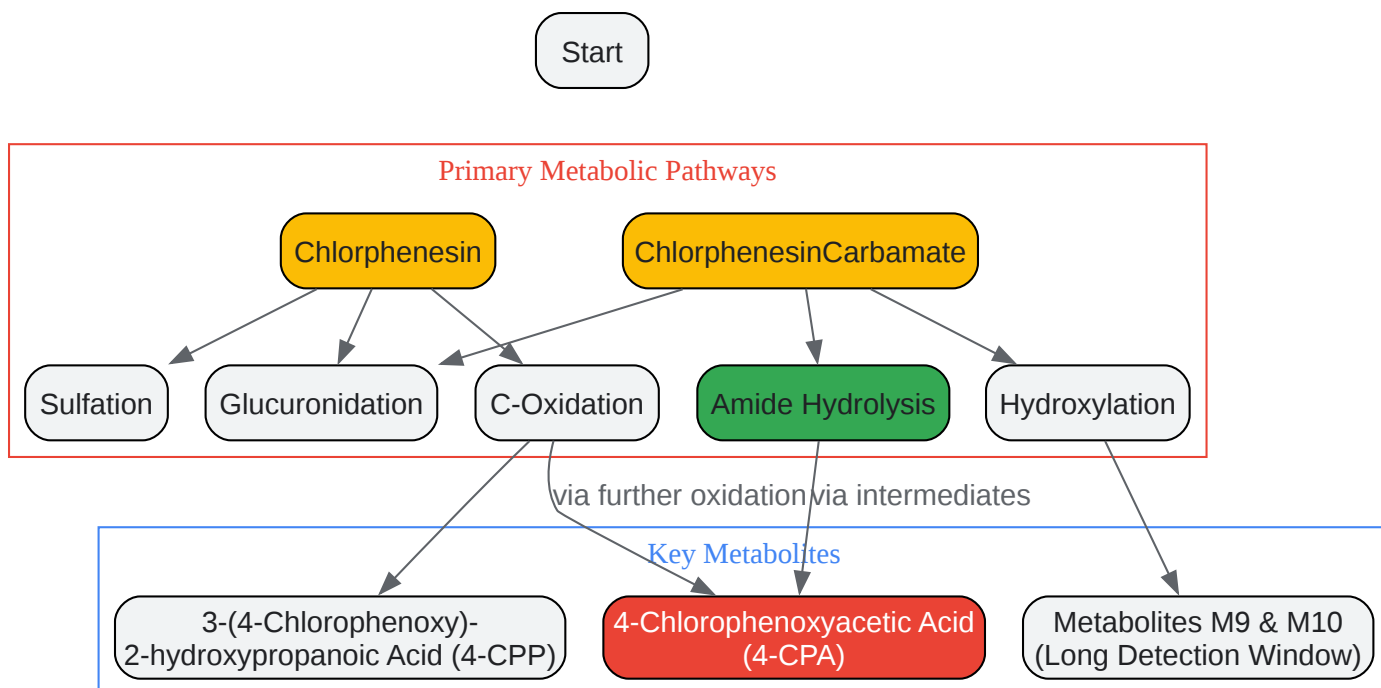 Start
Primary Metabolic Pathways
Chlorphenesin
ChlorphenesinCarbamate
Sulfation
Glucuronidation
C-Oxidation
Amide Hydrolysis
Hydroxylation
via further oxidation
via intermediates
Key Metabolites
3-(4-Chlorophenoxy)-
2-hydroxypropanoic Acid (4-CPP)
4-Chlorophenoxyacetic Acid
(4-CPA)
Metabolites M9 & M10
(Long Detection Window)